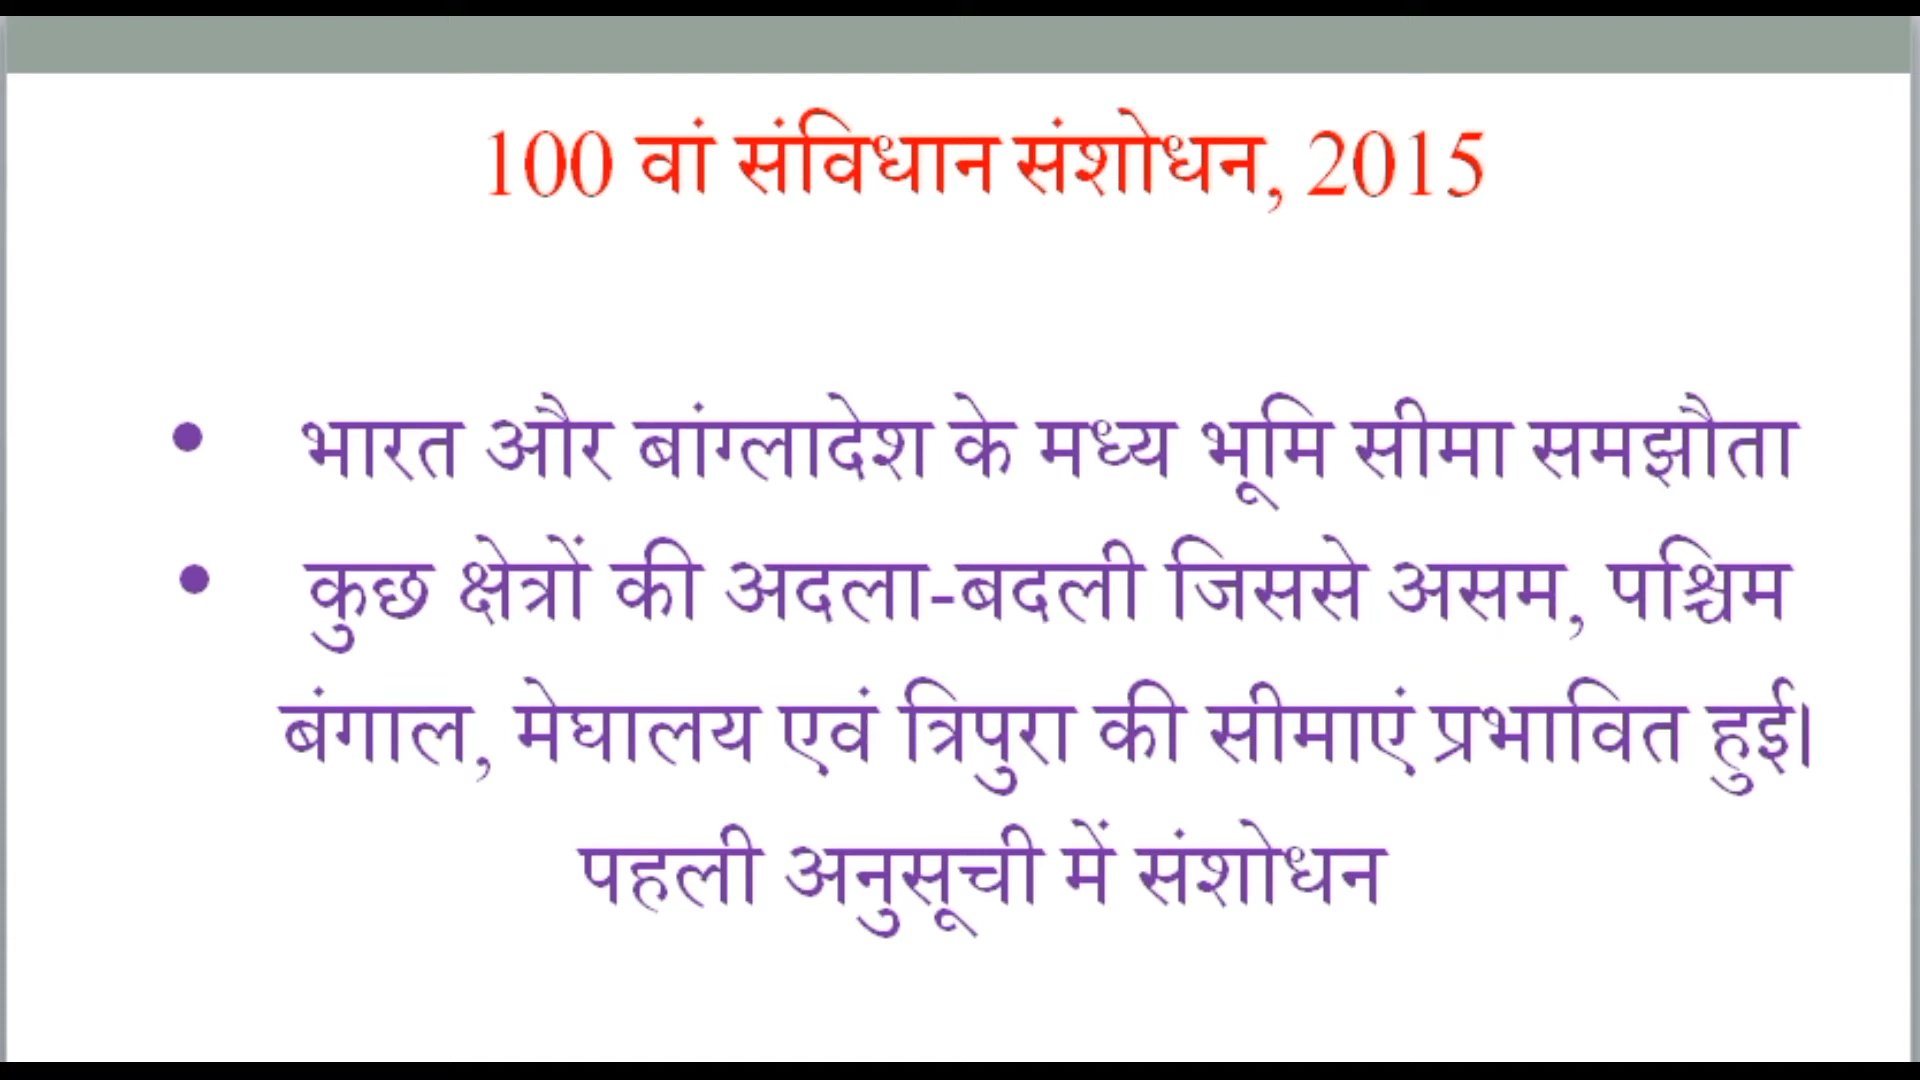 100 वां संविधान संशोधन, 2015
• भारत और बांग्लादेश के मध्य भूमि सीमा समझौता
• कुछ क्षेत्रों की अदला-बदली जिससे असम, पश्चिम
बंगाल, मेघालय एवं त्रिपुरा की सीमाएं प्रभावित हुई।
पहली अनुसूची में संशोधन